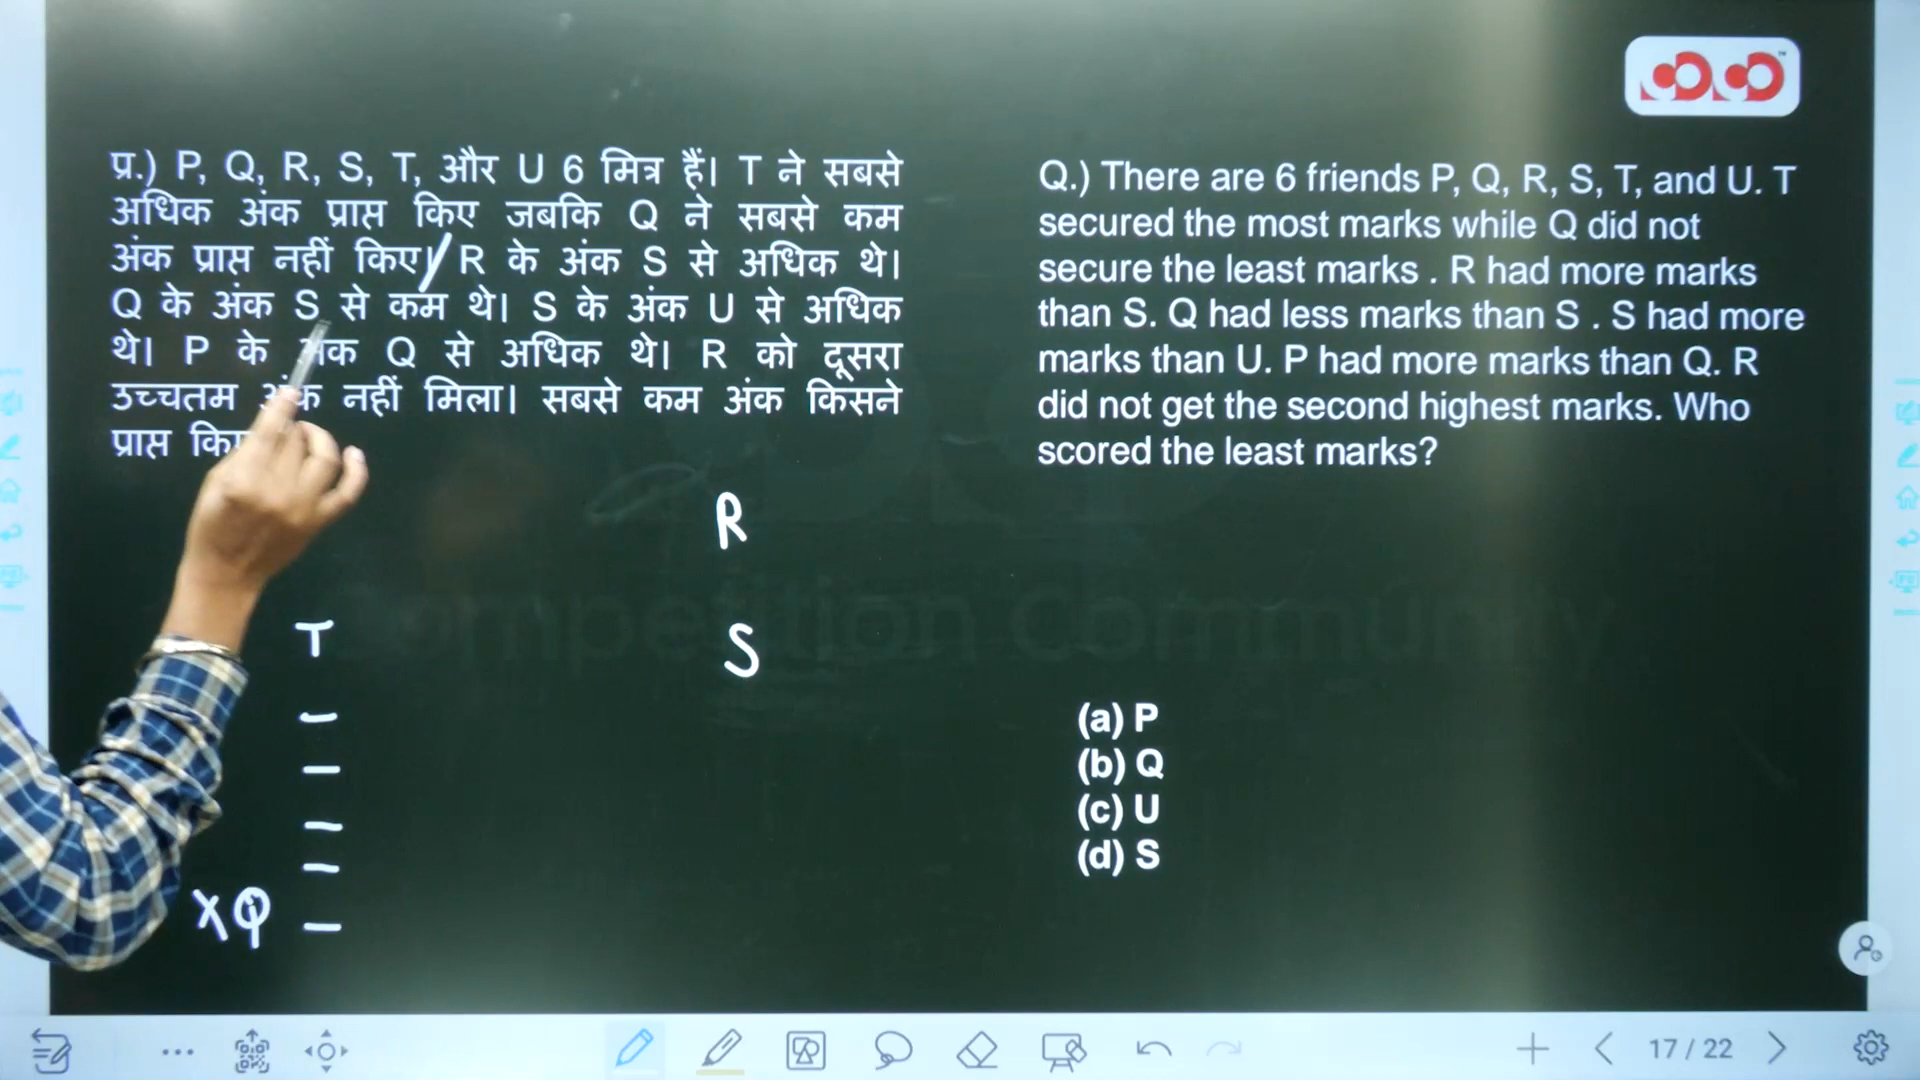 प्र.) P, Q, R, S, T, और U 6 मित्र हैं। T ने सबसे
अधिक अंक प्राप्त किए जबकि Q ने सबसे कम
अंक प्राप्त नहीं किए। R के अंक S से अधिक थे।
Q के अंक S से कम थे। S के अंक U से अधिक
थे। P के अंक Q से अधिक थे। R को दूसरा
उच्चतम अंक नहीं मिला। सबसे कम अंक किसने
प्राप्त
Q.) There are 6 friends P, Q, R, S, T, and U. T
secured the most marks while Q did not
secure the least marks . R had more marks
than S. Q had less marks than S . S had more
marks than U. P had more marks than Q. R
did not get the second highest marks. Who
scored the least marks?
R
S
T
X Q
Competition Community
(a) P
(b) Q
(c) U
(d) S
17 / 22